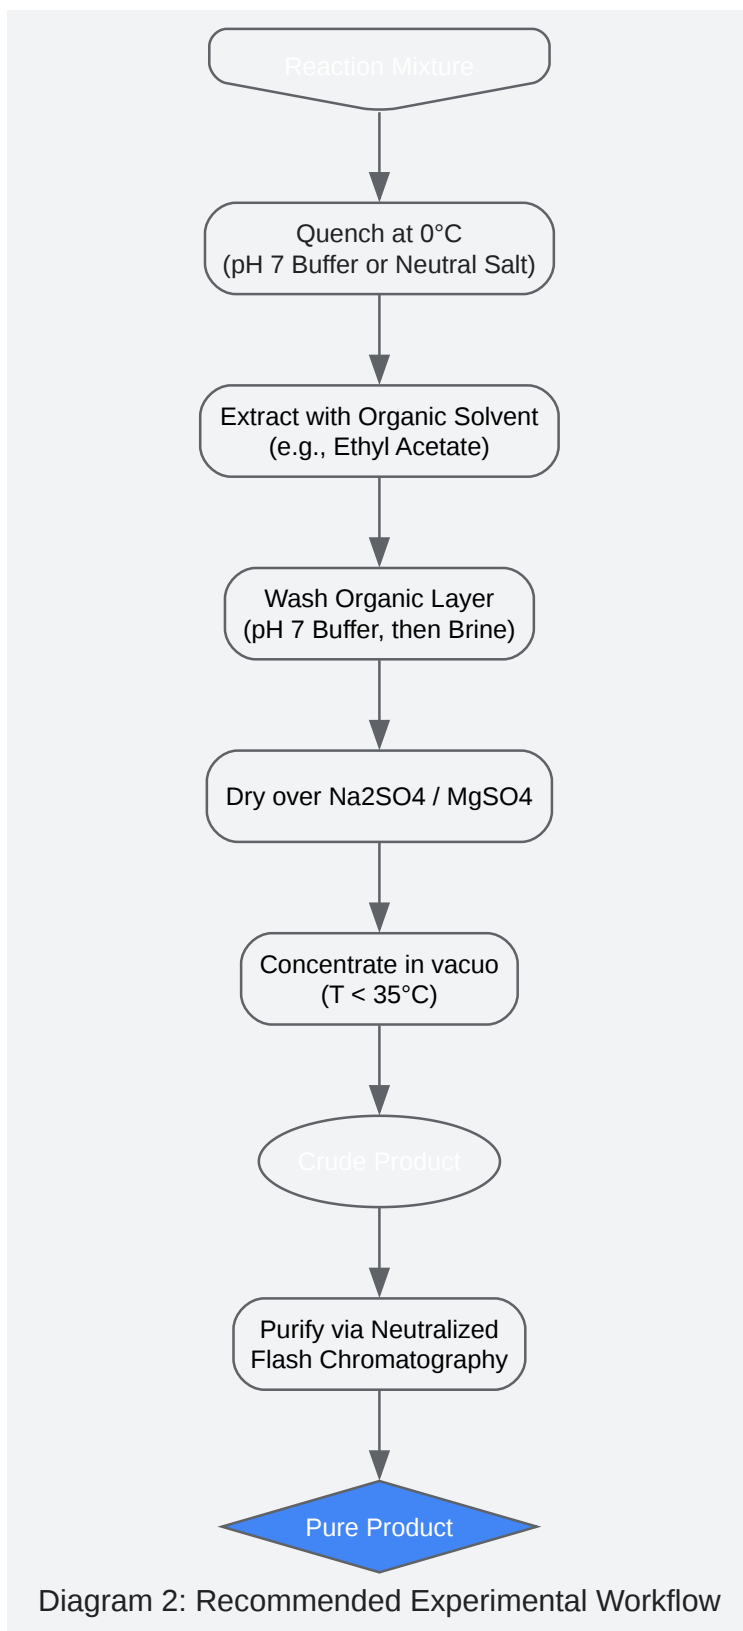 Reaction Mixture
Quench at 0°C
(pH 7 Buffer or Neutral Salt)
Extract with Organic Solvent
(e.g., Ethyl Acetate)
Wash Organic Layer
(pH 7 Buffer, then Brine)
Dry over Na2SO4 / MgSO4
Concentrate in vacuo
(T < 35°C)
Crude Product
Purify via Neutralized
Flash Chromatography
Pure Product
Diagram 2: Recommended Experimental Workflow